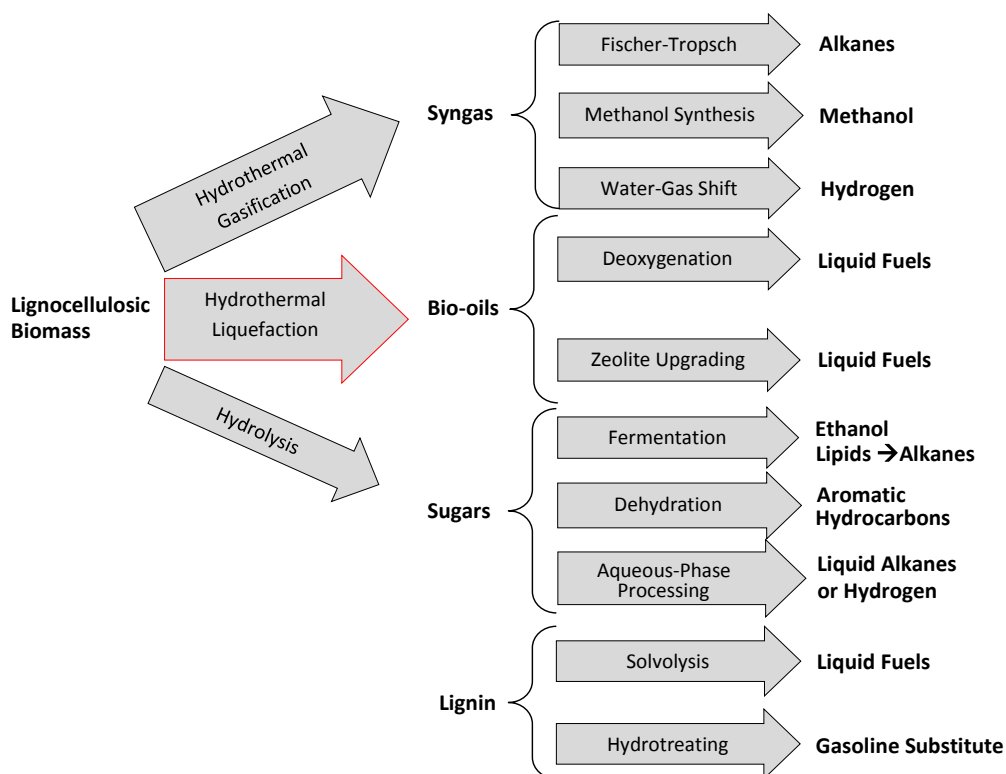 Lignocellulosic
Biomass
Hydrothermal
Gasification
Hydrothermal
Liquefaction
Hydrolysis
Syngas
Fischer-Tropsch
Alkanes
Methanol Synthesis
Methanol
Water-Gas Shift
Hydrogen
Bio-oils
Deoxygenation
Liquid Fuels
Zeolite Upgrading
Liquid Fuels
Sugars
Fermentation
Ethanol
Lipids →Alkanes
Dehydration
Aromatic
Hydrocarbons
Aqueous-Phase
Processing
Liquid Alkanes
or Hydrogen
Lignin
Solvolysis
Liquid Fuels
Hydrotreating
Gasoline Substitute